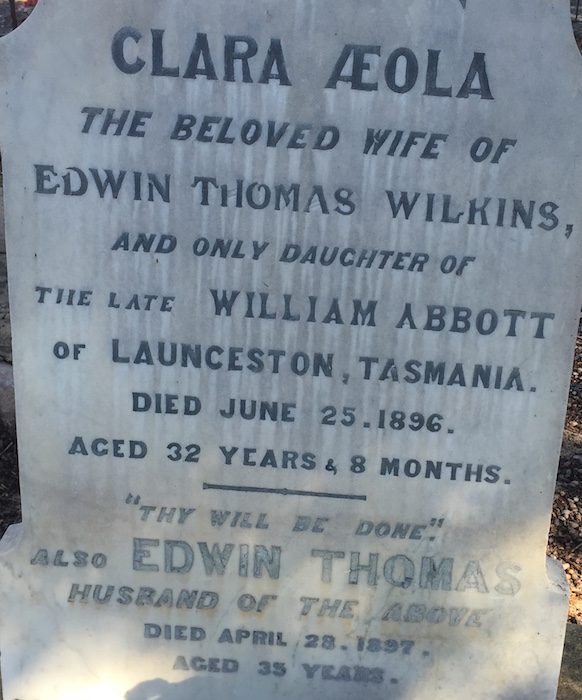 CLARA ÆOLA
THE BELOVED WIFE OF
EDWIN THOMAS WILKINS,
AND ONLY DAUGHTER OF
THE LATE WILLIAM ABBOTT
OF LAUNCESTON, TASMANIA.
DIED JUNE 25.1896.
AGED 32 YEARS & 8 MONTHS.
"THY WILL BE DONE."
ALSO EDWIN THOMAS
HUSBAND OF THE ABOVE
DIED APRIL 28.1897.
AGED 35 YEARS.